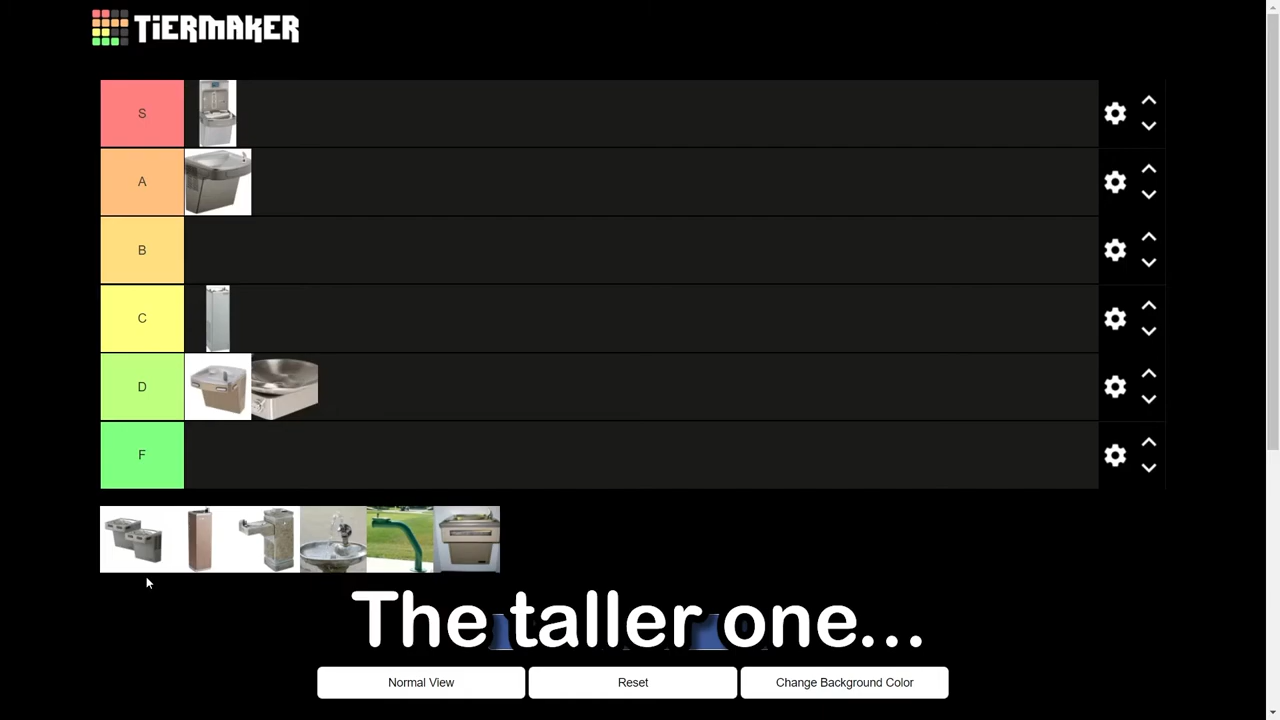 TiERMAKER
S
A
B
C
D
F
The taller one...
Normal View
Reset
Change Background Color